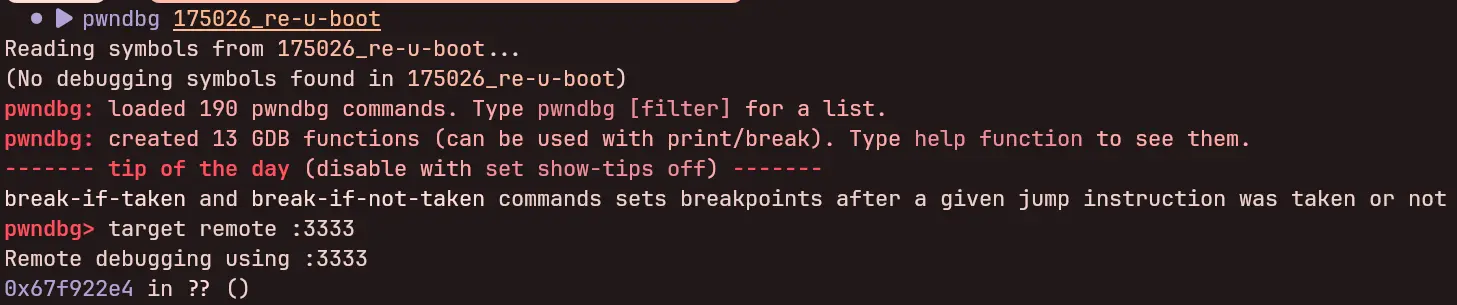 pwndbg 175026_re-u-boot
Reading symbols from 175026_re-u-boot...
(No debugging symbols found in 175026_re-u-boot)
pwndbg: loaded 190 pwndbg commands. Type pwndbg [filter] for a list.
pwndbg: created 13 GDB functions (can be used with print/break). Type help function to see them.
------- tip of the day (disable with set show-tips off) -------
break-if-taken and break-if-not-taken commands sets breakpoints after a given jump instruction was taken or not
pwndbg> target remote :3333
Remote debugging using :3333
0x67f922e4 in ?? ()